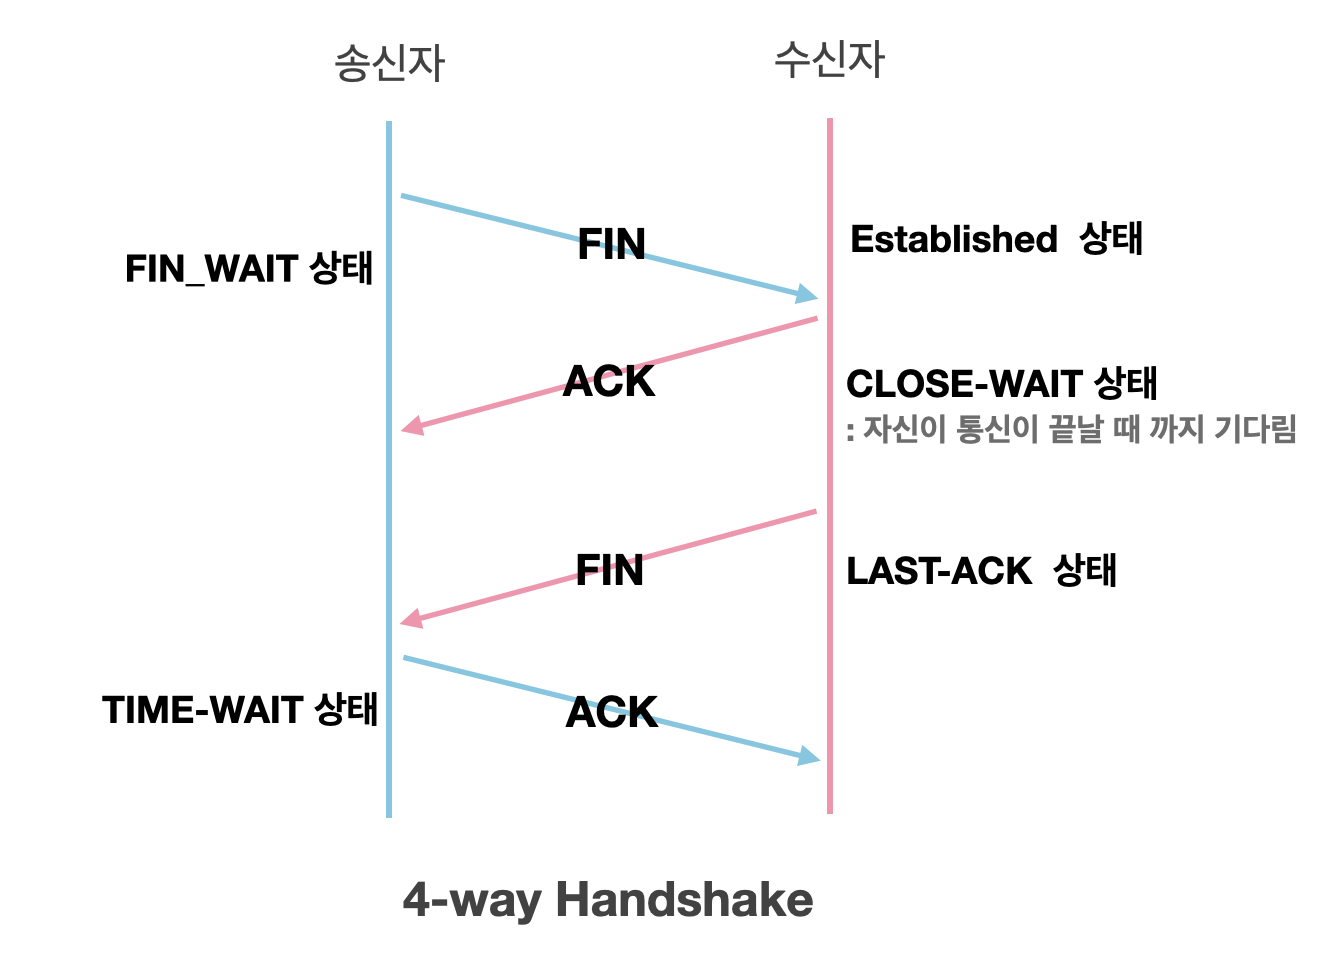 송신자
수신자
FIN
Established 상태
FIN_WAIT 상태
ACK
CLOSE-WAIT 상태
: 자신이 통신이 끝날 때 까지 기다림
FIN
LAST-ACK 상태
TIME-WAIT 상태
ACK
4-way Handshake